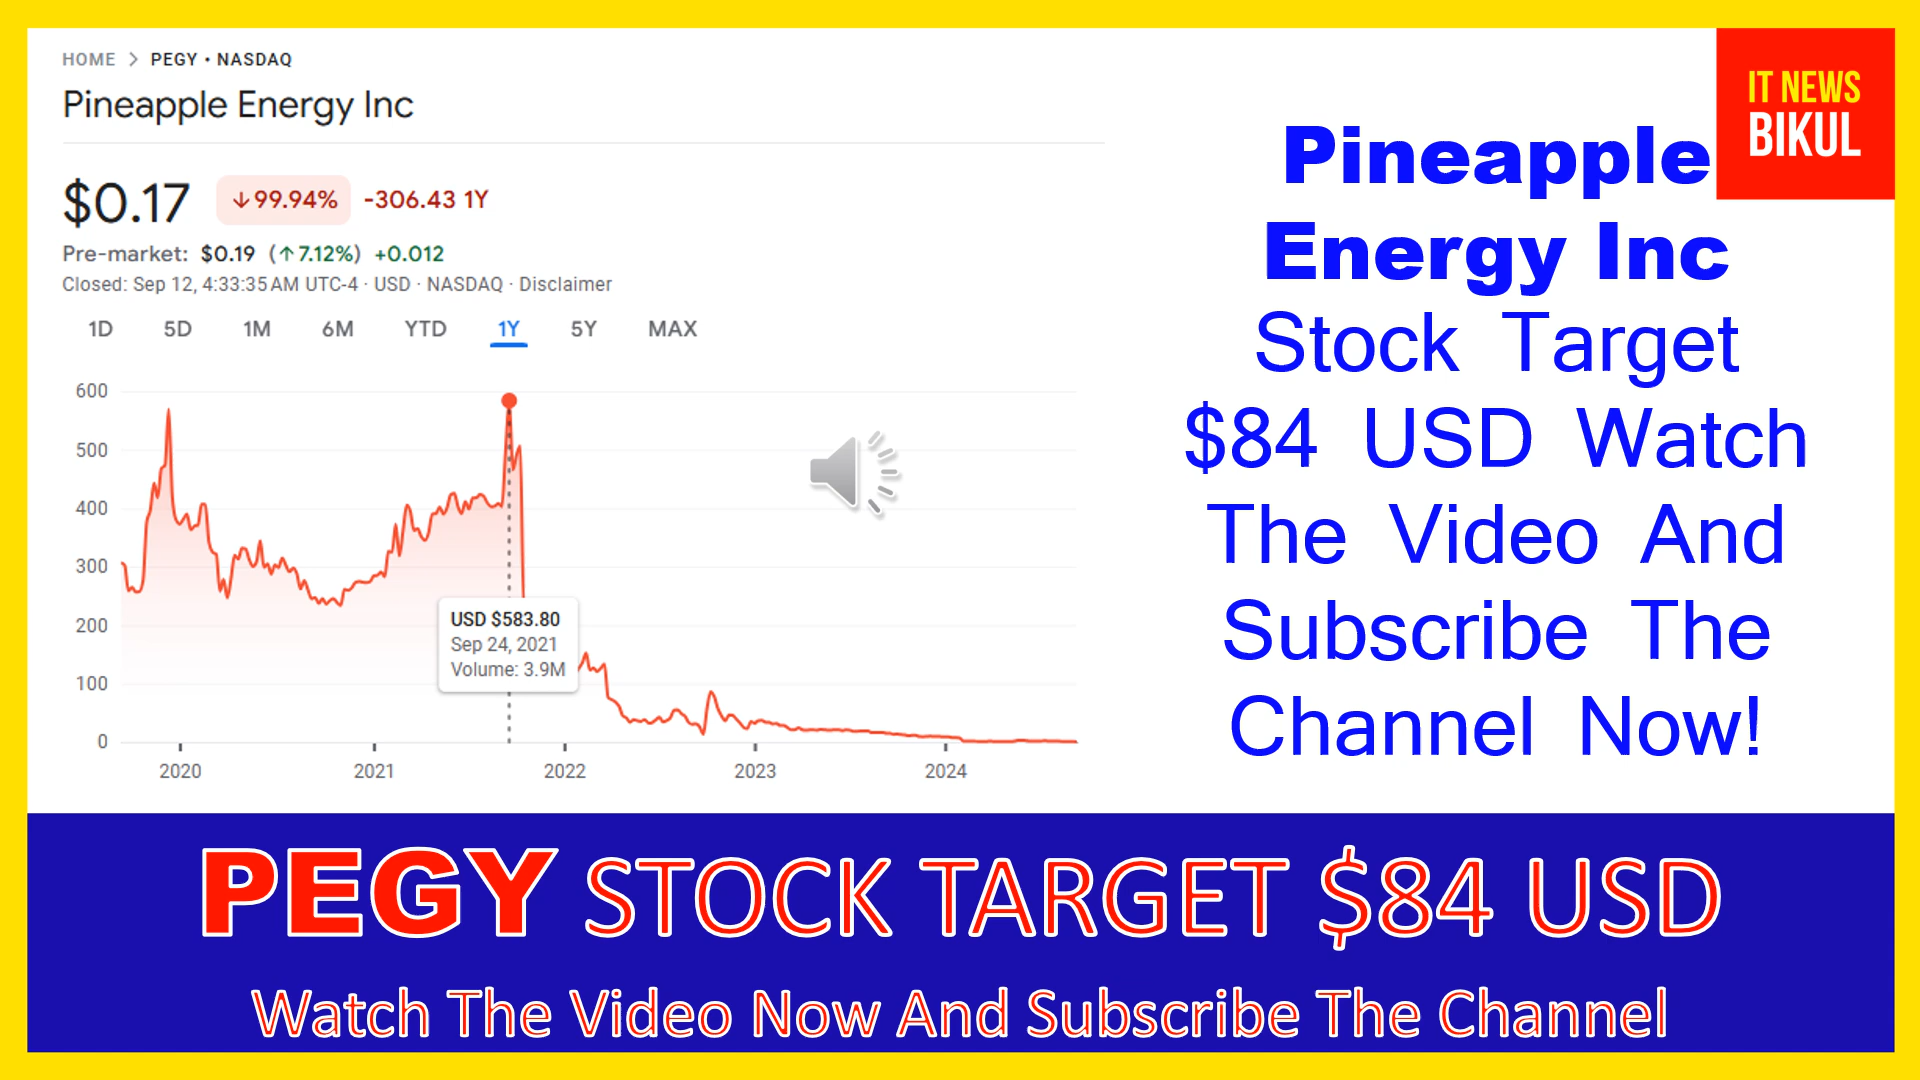 HOME > PEGY • NASDAQ
Pineapple Energy Inc
$0.17 ↓99.94% -306.43 1Y
Pre-market: $0.19 (↑7.12%) +0.012
Closed: Sep 12, 4:33:35 AM UTC-4 · USD · NASDAQ · Disclaimer
1D 5D 1M 6M YTD 1Y 5Y MAX
600
500
400
300
200
100
0
USD $583.80
Sep 24, 2021
Volume: 3.9M
2020 2021 2022 2023 2024
IT NEWS
BIKUL
Pineapple
Energy Inc
Stock Target
$84 USD Watch
The Video And
Subscribe The
Channel Now!
PEGY STOCK TARGET $84 USD
Watch The Video Now And Subscribe The Channel